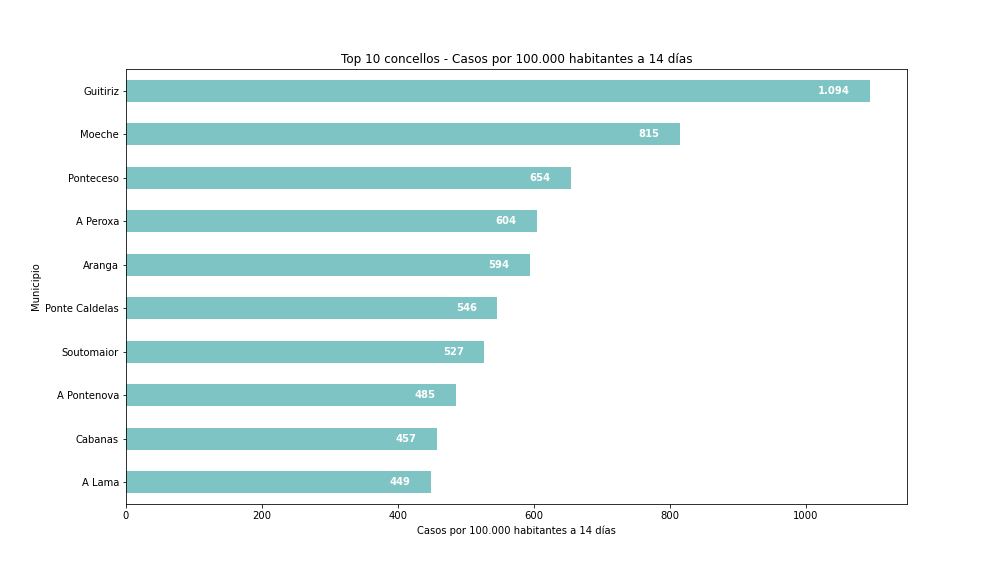 Top 10 concellos - Casos por 100.000 habitantes a 14 días
Municipio
Guitiriz 1.094
Moeche 815
Ponteceso 654
A Peroxa 604
Aranga 594
Ponte Caldelas 546
Soutomaior 527
A Pontenova 485
Cabanas 457
A Lama 449
0 200 400 600 800 1000
Casos por 100.000 habitantes a 14 días